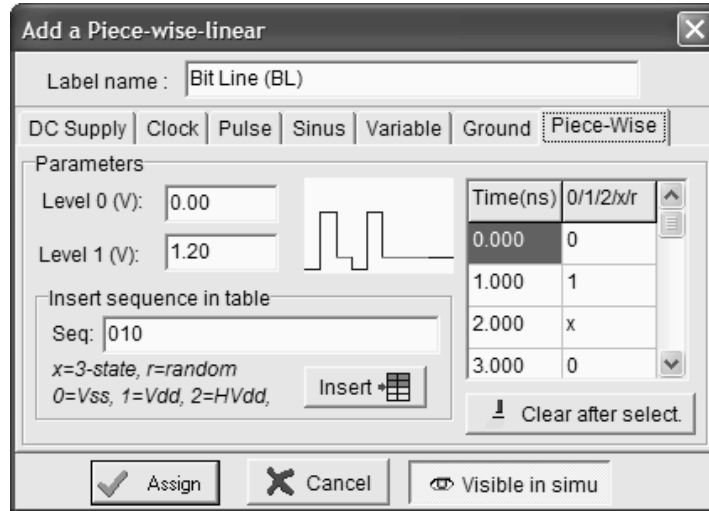 Add a Piece-wise-linear
Label name : Bit Line (BL)
DC Supply Clock Pulse Sinus Variable Ground Piece-Wise
Parameters
Level 0 (V): 0.00
Level 1 (V): 1.20
Insert sequence in table
Seq: 010
x=3-state, r=random
0=Vss, 1=Vdd, 2=HVdd,
Insert
Time(ns) 0/1/2/x/r
0.000 0
1.000 1
2.000 x
3.000 0
Clear after select.
Assign Cancel Visible in simu